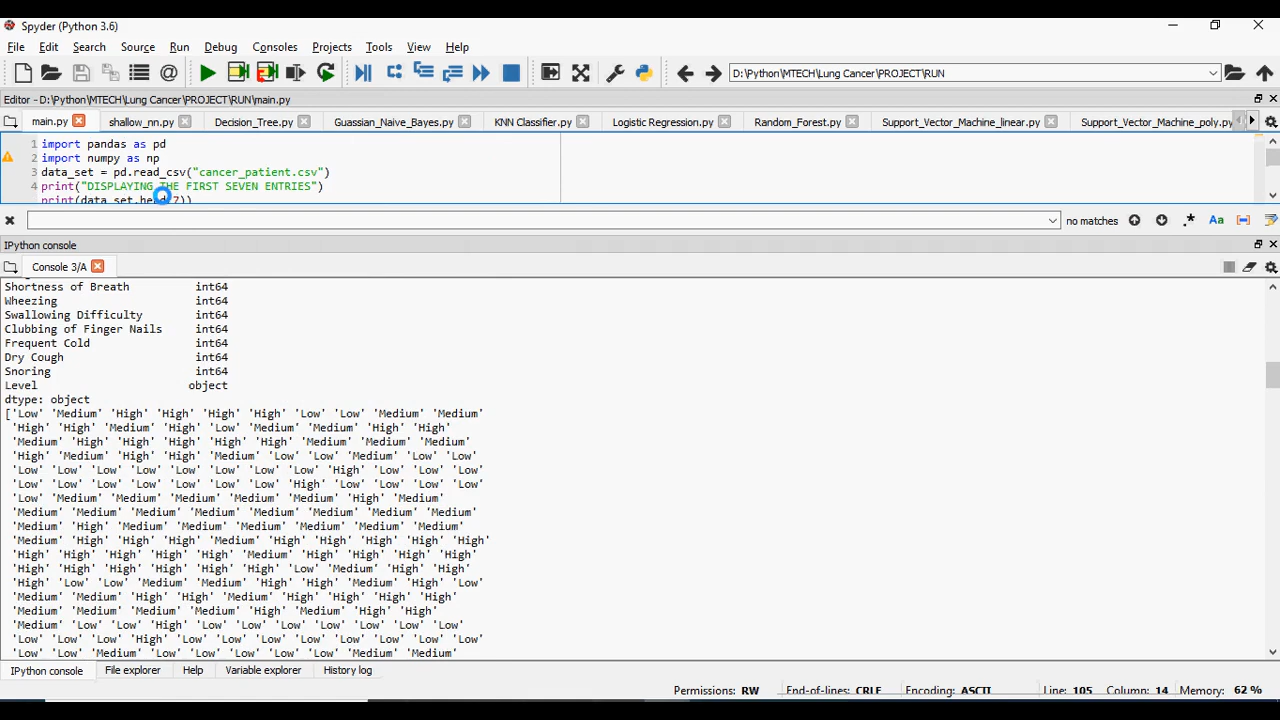 Spyder (Python 3.6)
File Edit Search Source Run Debug Consoles Projects Tools View Help
D:\Python\MTECH\Lung Cancer\PROJECT\RUN
Editor - D:\Python\MTECH\Lung Cancer\PROJECT\RUN\main.py
main.py shallow_nn.py Decision_Tree.py Guassian_Naive_Bayes.py KNN Classifier.py Logistic Regression.py Random_Forest.py Support_Vector_Machine_linear.py Support_Vector_Machine_poly.py
1 import pandas as pd
2 import numpy as np
3 data_set = pd.read_csv("cancer_patient.csv")
4 print("DISPLAYING THE FIRST SEVEN ENTRIES")
print(data_set.head(7))
no matches .* Aa
IPython console
Console 3/A
Shortness of Breath int64
Wheezing int64
Swallowing Difficulty int64
Clubbing of Finger Nails int64
Frequent Cold int64
Dry Cough int64
Snoring int64
Level object
dtype: object
['Low' 'Medium' 'High' 'High' 'High' 'High' 'Low' 'Low' 'Medium' 'Medium'
'High' 'High' 'Medium' 'High' 'Low' 'Medium' 'Medium' 'High' 'High'
'Medium' 'High' 'High' 'High' 'High' 'High' 'Medium' 'Medium' 'Medium'
'High' 'Medium' 'High' 'High' 'Medium' 'Low' 'Low' 'Medium' 'Low' 'Low'
'Low' 'Low' 'Low' 'Low' 'Low' 'Low' 'Low' 'High' 'Low' 'Low' 'Low'
'Low' 'Low' 'Low' 'Low' 'Low' 'Low' 'High' 'Low' 'Low' 'Low' 'Low'
'Low' 'Medium' 'Medium' 'Medium' 'Medium' 'Medium' 'High' 'Medium'
'Medium' 'Medium' 'Medium' 'Medium' 'Medium' 'Medium' 'Medium' 'Medium'
'Medium' 'High' 'Medium' 'Medium' 'Medium' 'Medium' 'Medium' 'Medium'
'Medium' 'High' 'High' 'Medium' 'High' 'High' 'High' 'High' 'High'
'High' 'High' 'High' 'High' 'High' 'Medium' 'High' 'High' 'High' 'High'
'High' 'High' 'High' 'High' 'High' 'High' 'Low' 'Medium' 'High' 'High'
'High' 'Low' 'Low' 'Medium' 'Medium' 'High' 'High' 'Medium' 'High' 'Low'
'Medium' 'Medium' 'High' 'High' 'Medium' 'Medium' 'High' 'High' 'High'
'Medium' 'Medium' 'Medium' 'Medium' 'High' 'Medium' 'High' 'High'
'Medium' 'Low' 'Low' 'High' 'Low' 'Low' 'Low' 'Low' 'Low' 'Low'
'Low' 'Low' 'Low' 'High' 'Low' 'Low' 'Low' 'Low' 'Low' 'Low' 'Low'
'Low' 'Low' 'Medium' 'Low' 'Low' 'Low' 'Low' 'Medium' 'Medium'
IPython console File explorer Help Variable explorer History log
Permissions: RW End-of-lines: CRLF Encoding: ASCII Line: 105 Column: 14 Memory: 62 %